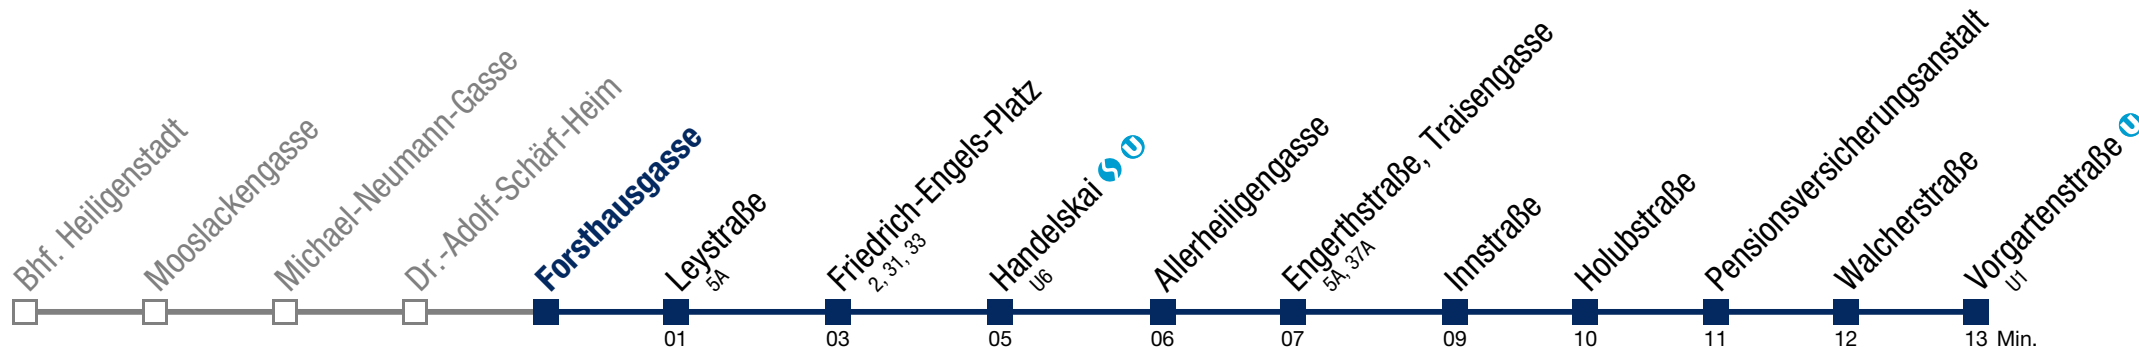 Bhf. Heiligenstadt
Mooslackengasse
Michael-Neumann-Gasse
Dr.-Adolf-Schärf-Heim
Forsthausgasse
Leystraße
5A
Friedrich-Engels-Platz
2, 31, 33
Handelskai
U6
Allerheiligengasse
Engerthstraße, Traisengasse
5A, 37A
Innstraße
Holubstraße
Pensionsversicherungsanstalt
Walcherstraße
Vorgartenstraße U
U1
01 03 05 06 07 09 10 11 12 13 Min.